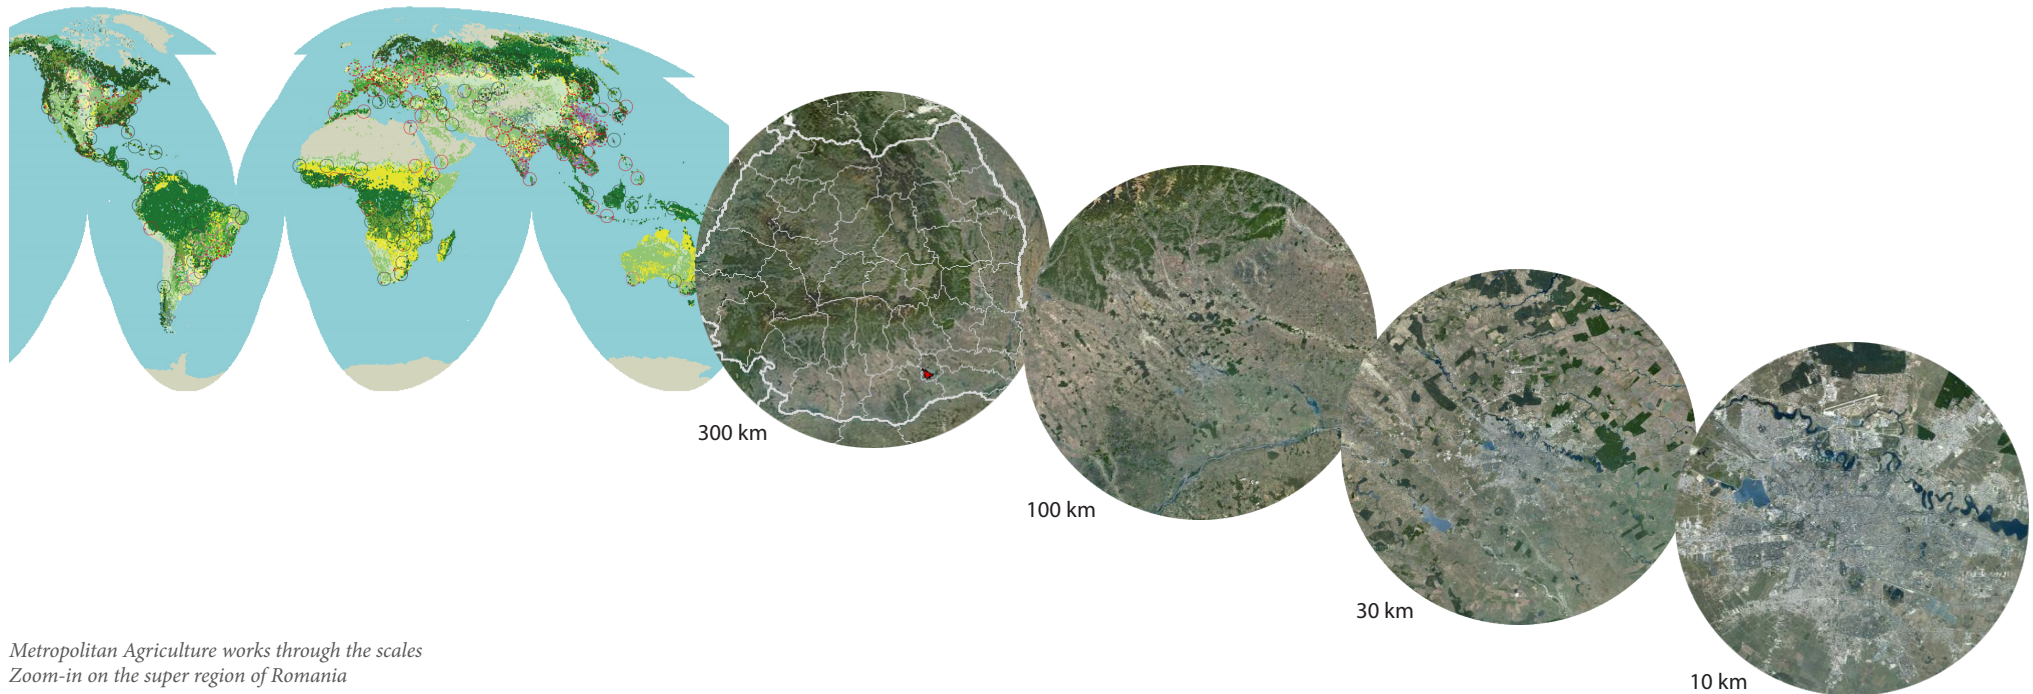 300 km
100 km
30 km
10 km
Metropolitan Agriculture works through the scales
Zoom-in on the super region of Romania